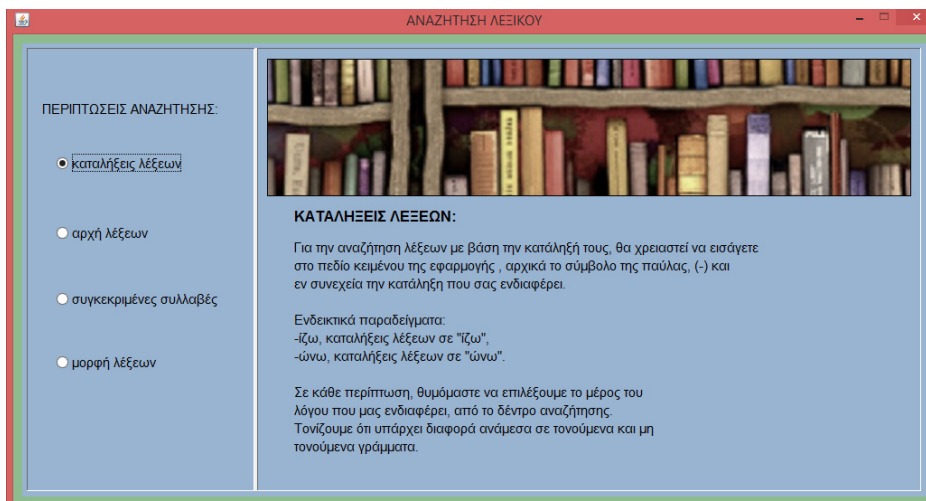 ΑΝΑΖΗΤΗΣΗ ΛΕΞΙΚΟΥ
ΠΕΡΙΠΤΩΣΕΙΣ ΑΝΑΖΗΤΗΣΗΣ:
καταλήξεις λέξεων
αρχή λέξεων
συγκεκριμένες συλλαβές
μορφή λέξεων
ΚΑΤΑΛΗΞΕΙΣ ΛΕΞΕΩΝ:
Για την αναζήτηση λέξεων με βάση την κατάληξή τους, θα χρειαστεί να εισάγετε
στο πεδίο κειμένου της εφαρμογής , αρχικά το σύμβολο της παύλας, (-) και
εν συνεχεία την κατάληξη που σας ενδιαφέρει.
Ενδεικτικά παραδείγματα:
-ίζω, καταλήξεις λέξεων σε "ίζω",
-ώνω, καταλήξεις λέξεων σε "ώνω".
Σε κάθε περίπτωση, θυμόμαστε να επιλέξουμε το μέρος του
λόγου που μας ενδιαφέρει, από το δέντρο αναζήτησης.
Τονίζουμε ότι υπάρχει διαφορά ανάμεσα σε τονούμενα και μη
τονούμενα γράμματα.